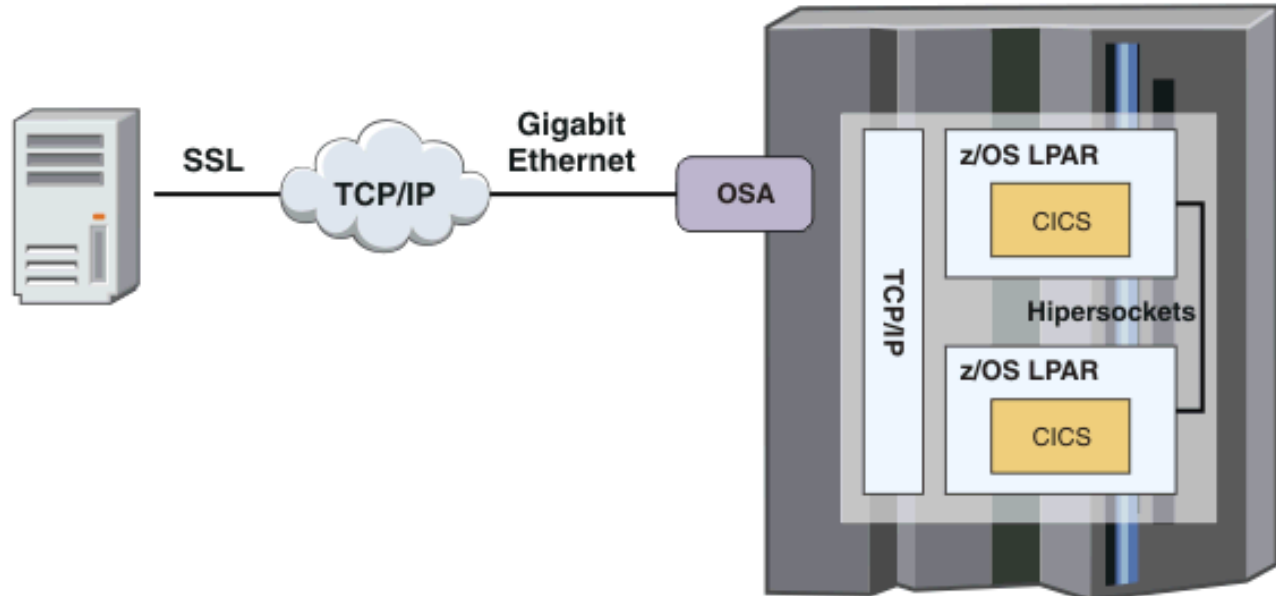 SSL
TCP/IP
Gigabit
Ethernet
OSA
TCP/IP
z/OS LPAR
CICS
Hipersockets
z/OS LPAR
CICS